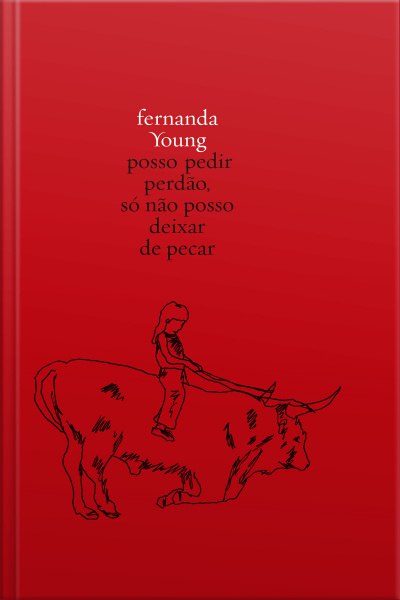 fernanda
Young
posso pedir
perdão,
só não posso
deixar
de pecar